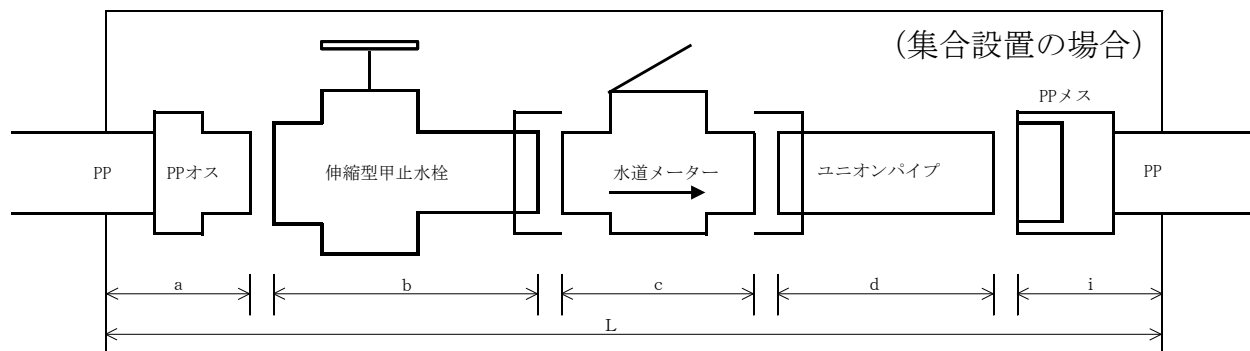 (集合設置の場合)
PPメス
PP
PPオス
伸縮型甲止水栓
水道メーター
ユニオンパイプ
PP
a
b
c
d
i
L